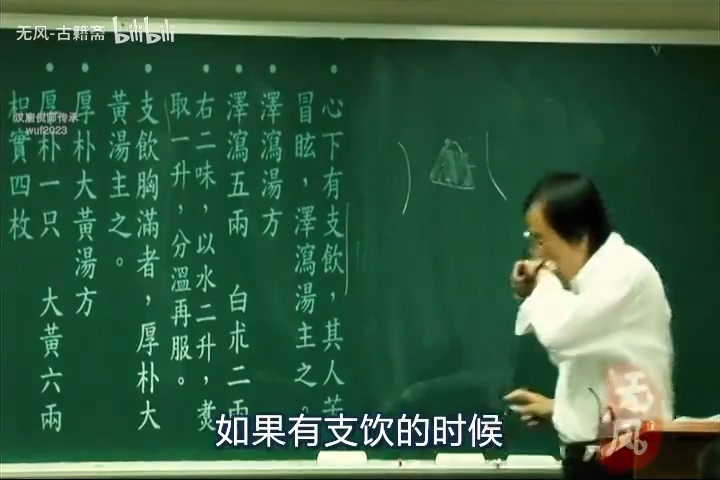 无风-古籍斋 bilibili
心下有支飲，其人苦
冒眩，澤瀉湯主之。
澤瀉湯方
澤瀉五兩 白朮二兩
右二味，以水二升，煮
取一升，分溫再服。
支飲胸滿者，厚朴大
黃湯主之。
厚朴大黃湯方
厚朴一只 大黃六兩
枳實四枚
wuf2023
无风
如果有支饮的时候